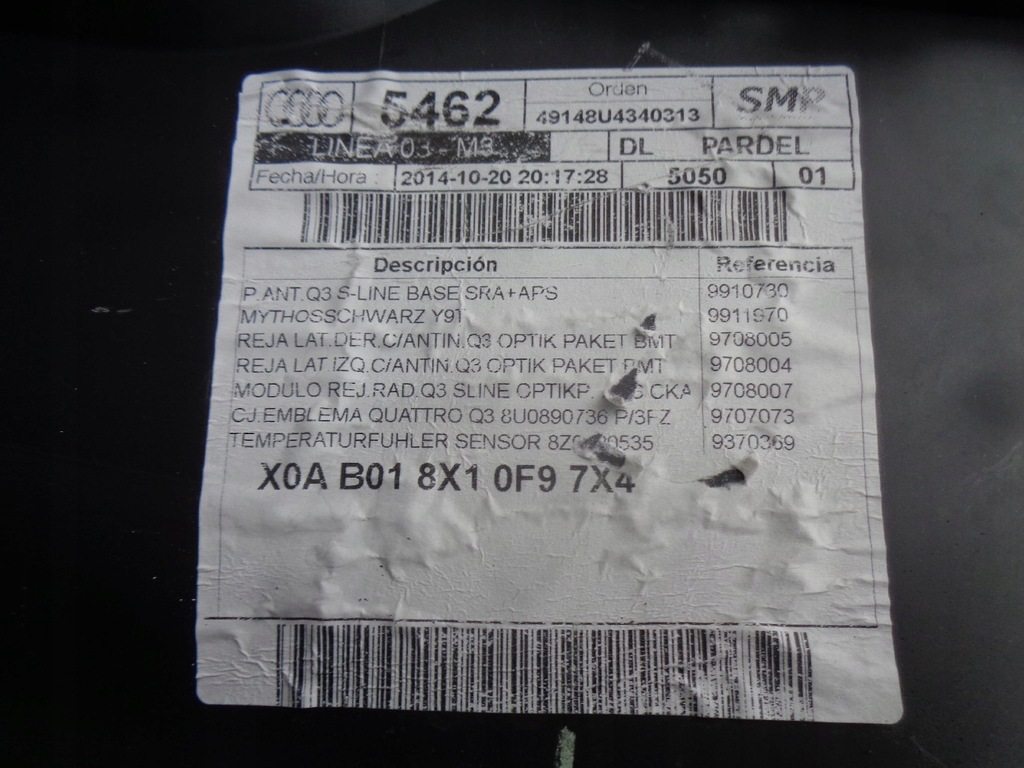 5462 Orden SMP
49148U4340313
LINEA 03 - M3 DL PARDEL
Fecha/Hora : 2014-10-20 20:17:28 5050 01
Descripción Referencia
P.ANT.Q3 S-LINE BASE SRA+APS 9910730
MYTHOSSCHWARZ Y9T 9911970
REJA LAT.DER.C/ANTIN.Q3 OPTIK PAKET BMT 9708005
REJA LAT IZQ.C/ANTIN.Q3 OPTIK PAKET BMT 9708004
MODULO REJ.RAD.Q3 SLINE OPTIKP CKA 9708007
CJ.EMBLEMA QUATTRO Q3 8U0890736 P/3FZ 9707073
TEMPERATURFUHLER SENSOR 9370369
X0A B01 8X1 0F9 7X4